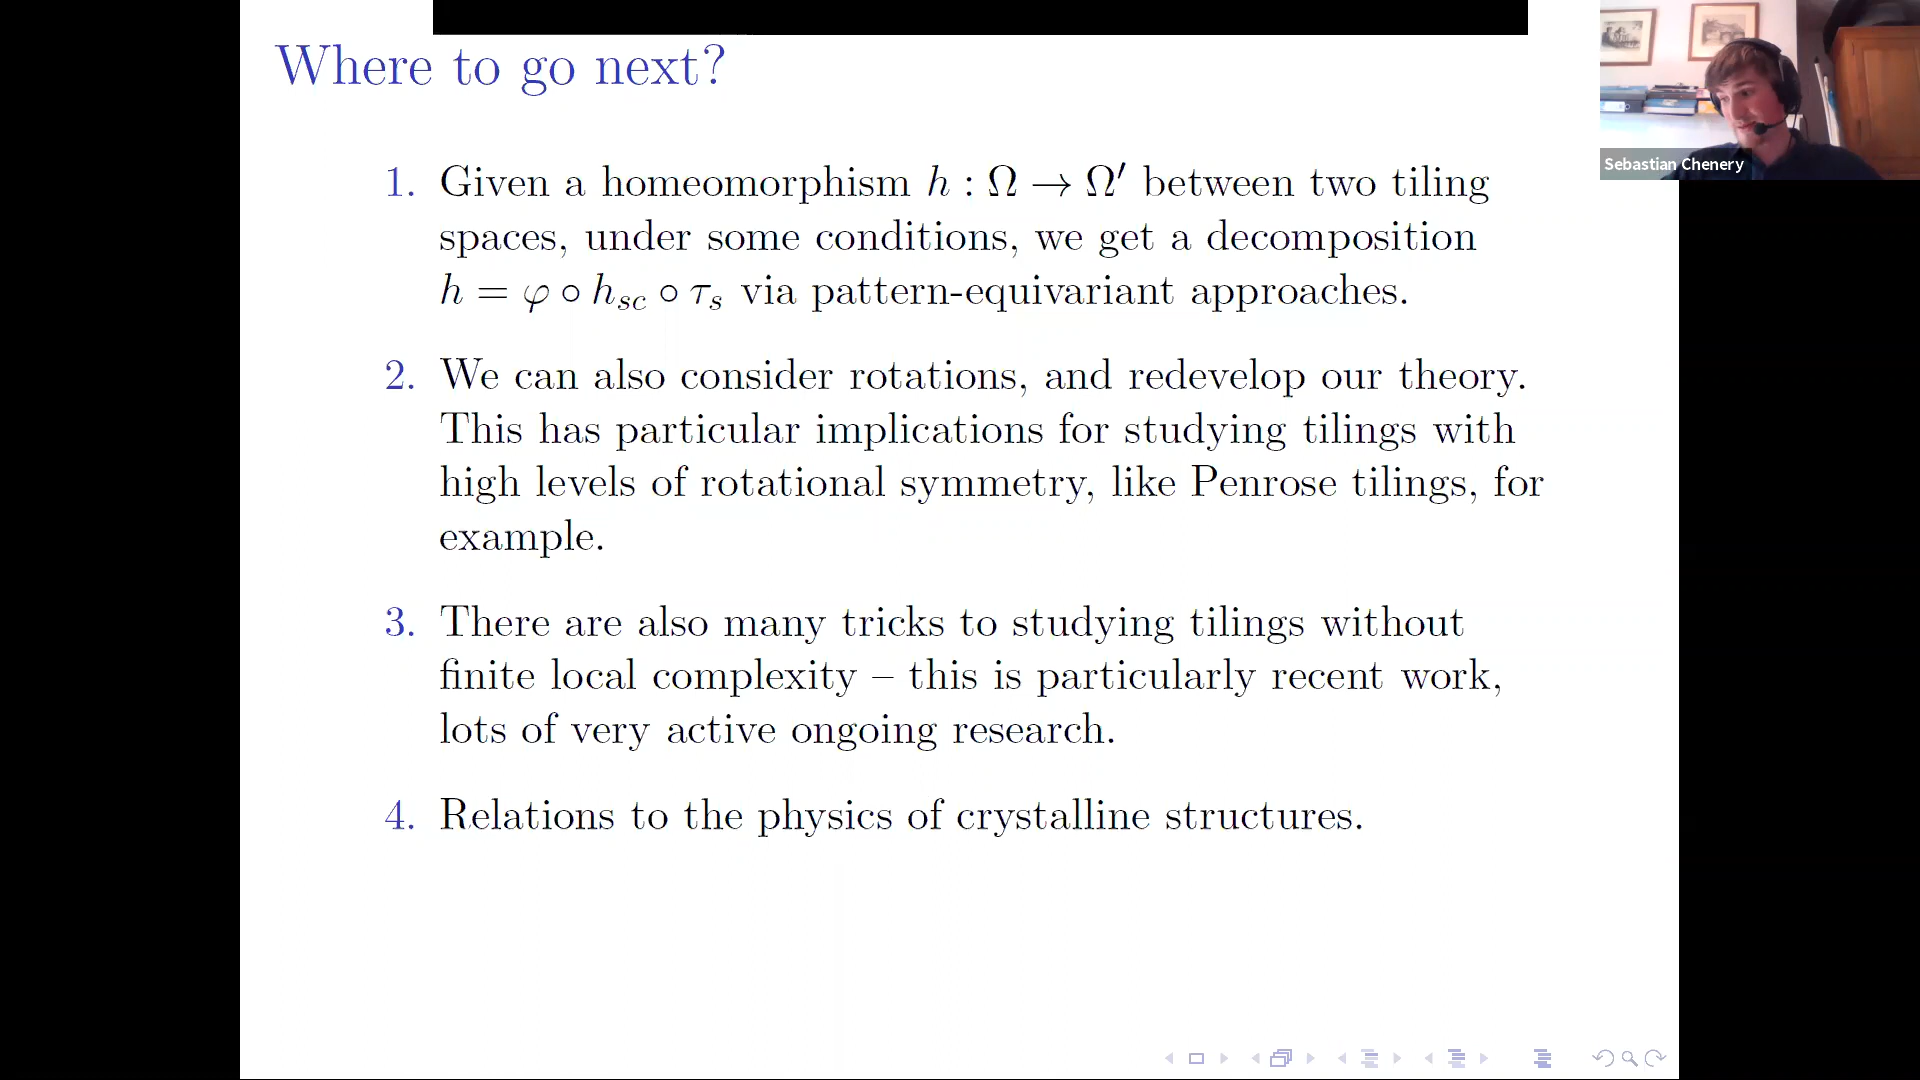 Where to go next?
Sebastian Chenery
1. Given a homeomorphism h : Ω → Ω′ between two tiling
spaces, under some conditions, we get a decomposition
h = φ ∘ h_sc ∘ τ_s via pattern-equivariant approaches.
2. We can also consider rotations, and redevelop our theory.
This has particular implications for studying tilings with
high levels of rotational symmetry, like Penrose tilings, for
example.
3. There are also many tricks to studying tilings without
finite local complexity – this is particularly recent work,
lots of very active ongoing research.
4. Relations to the physics of crystalline structures.